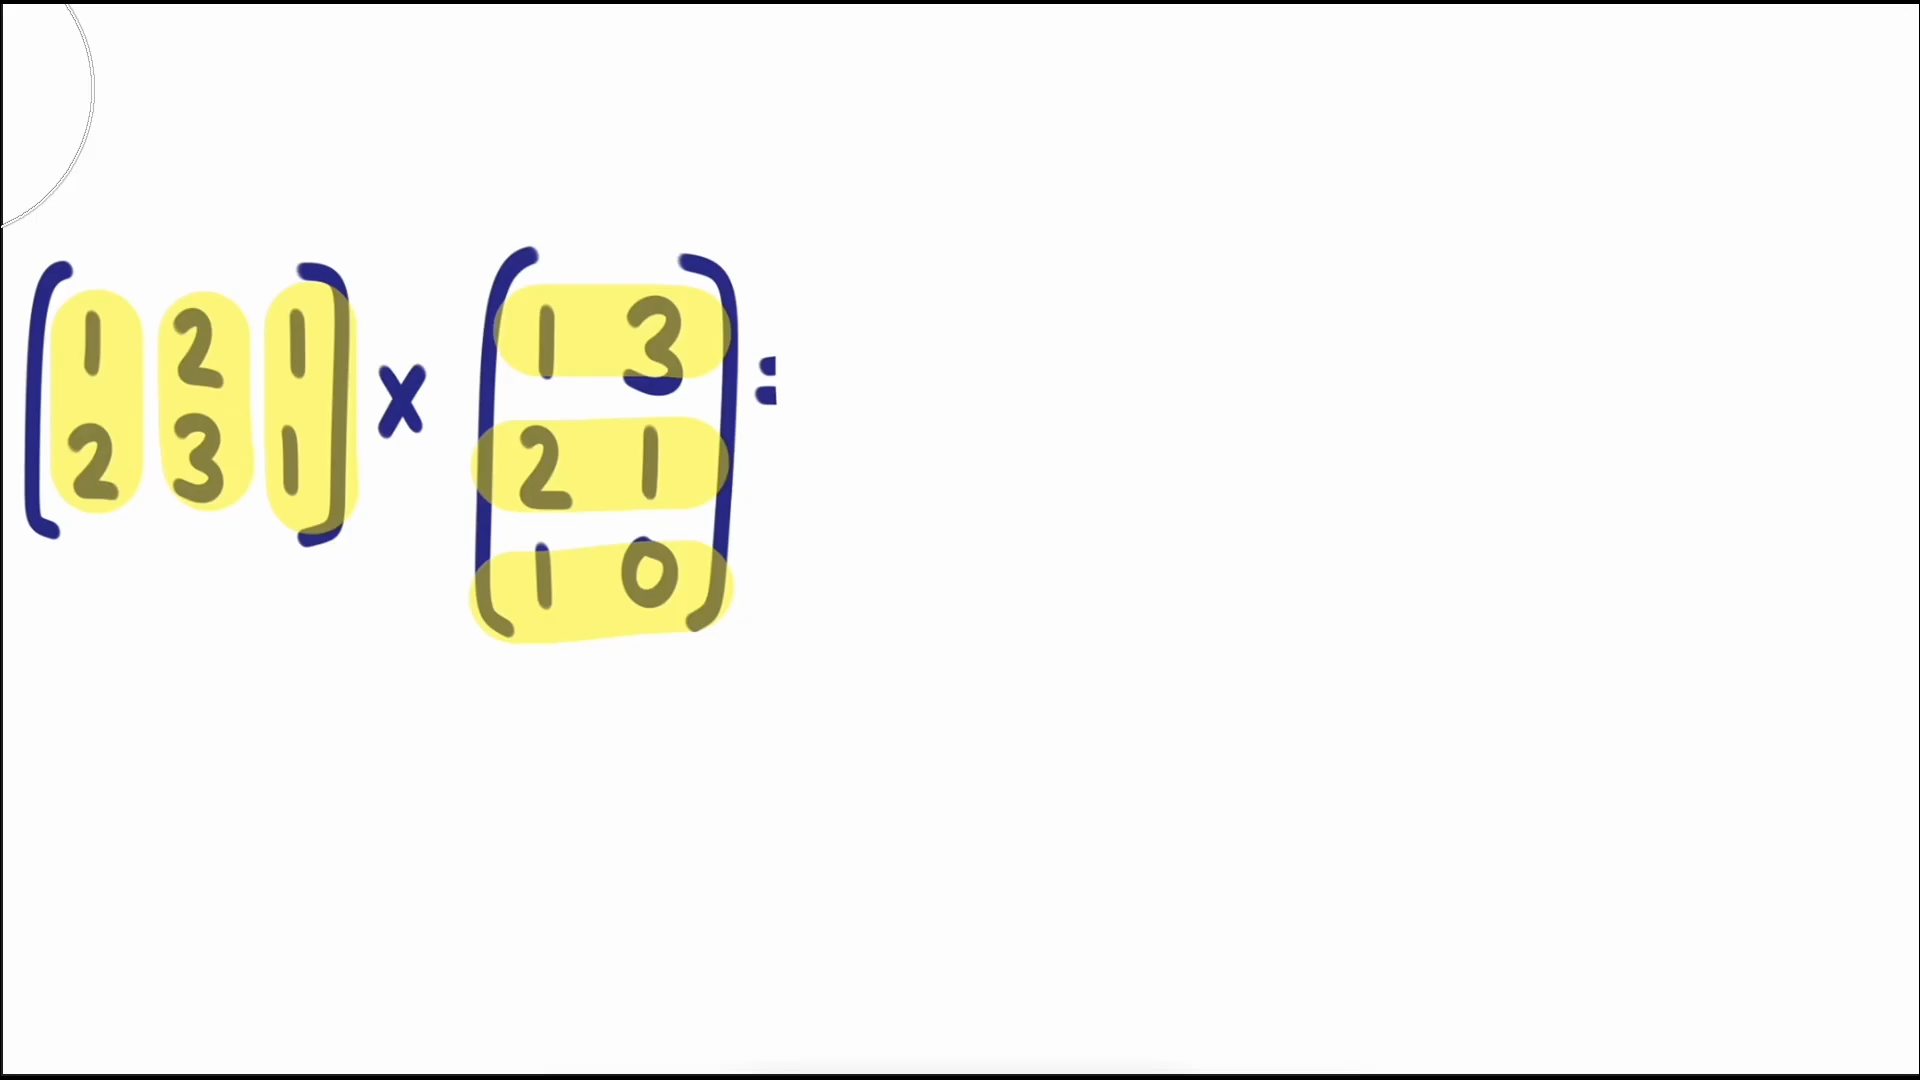 ( 1 2 1 ) × ( 1 3 ) =
( 2 3 1 ) ( 2 1 )
( 1 0 )